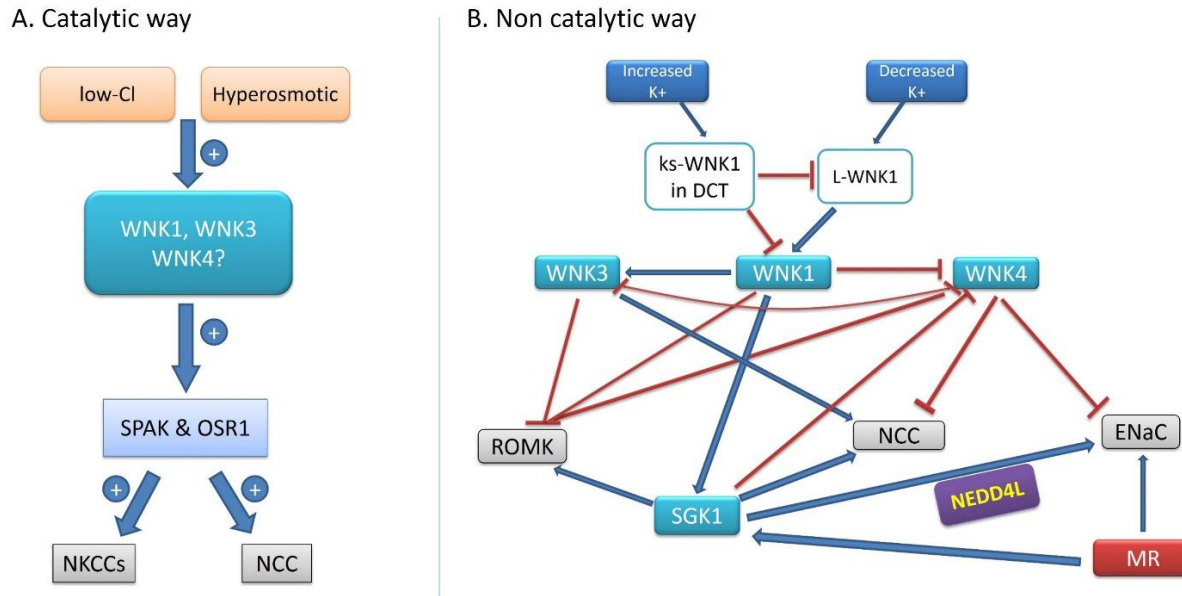 A. Catalytic way
low-Cl
Hyperosmotic
+
WNK1, WNK3
WNK4?
+
SPAK & OSR1
+
+
NKCCs
NCC
B. Non catalytic way
Increased
K+
Decreased
K+
ks-WNK1
in DCT
L-WNK1
WNK3
WNK1
WNK4
ROMK
NCC
ENaC
SGK1
NEDD4L
MR